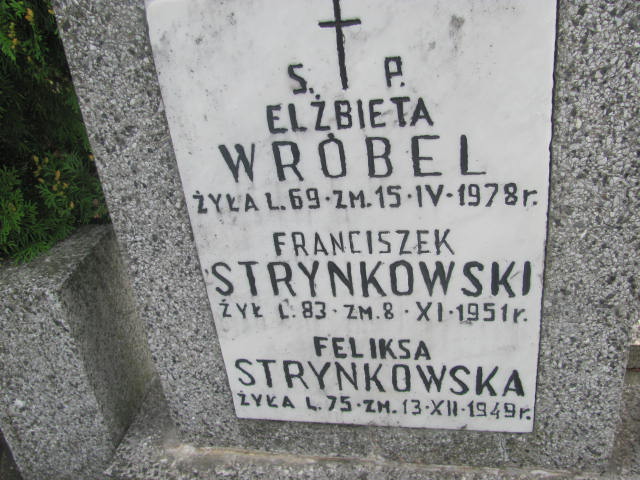 S. P.
ELŻBIETA
WRÓBEL
ŻYŁA L. 69 · ZM. 15 · IV · 1978 r.
FRANCISZEK
STRYNKOWSKI
ŻYŁ L. 83 · ZM. 8 · XI · 1951 r.
FELIKSA
STRYNKOWSKA
ŻYŁA L. 75 · ZM. 13 · XII · 1949 r.